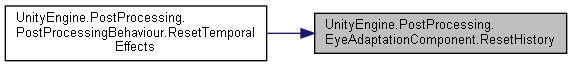 UnityEngine.PostProcessing.
PostProcessingBehaviour.ResetTemporal
Effects
UnityEngine.PostProcessing.
EyeAdaptationComponent.ResetHistory